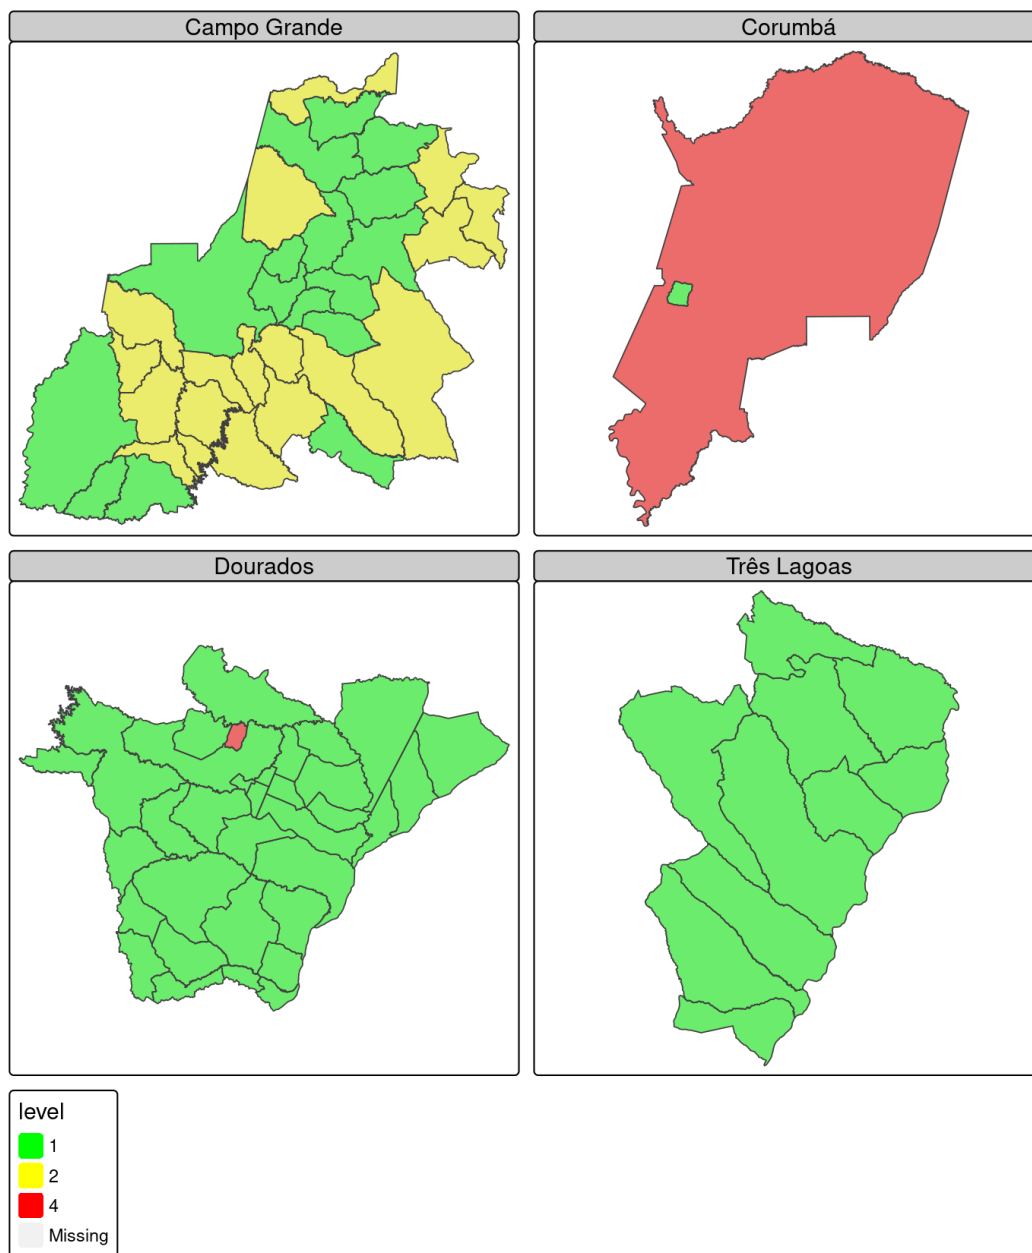 Campo Grande
Corumbá
Dourados
Três Lagoas
level
1
2
4
Missing